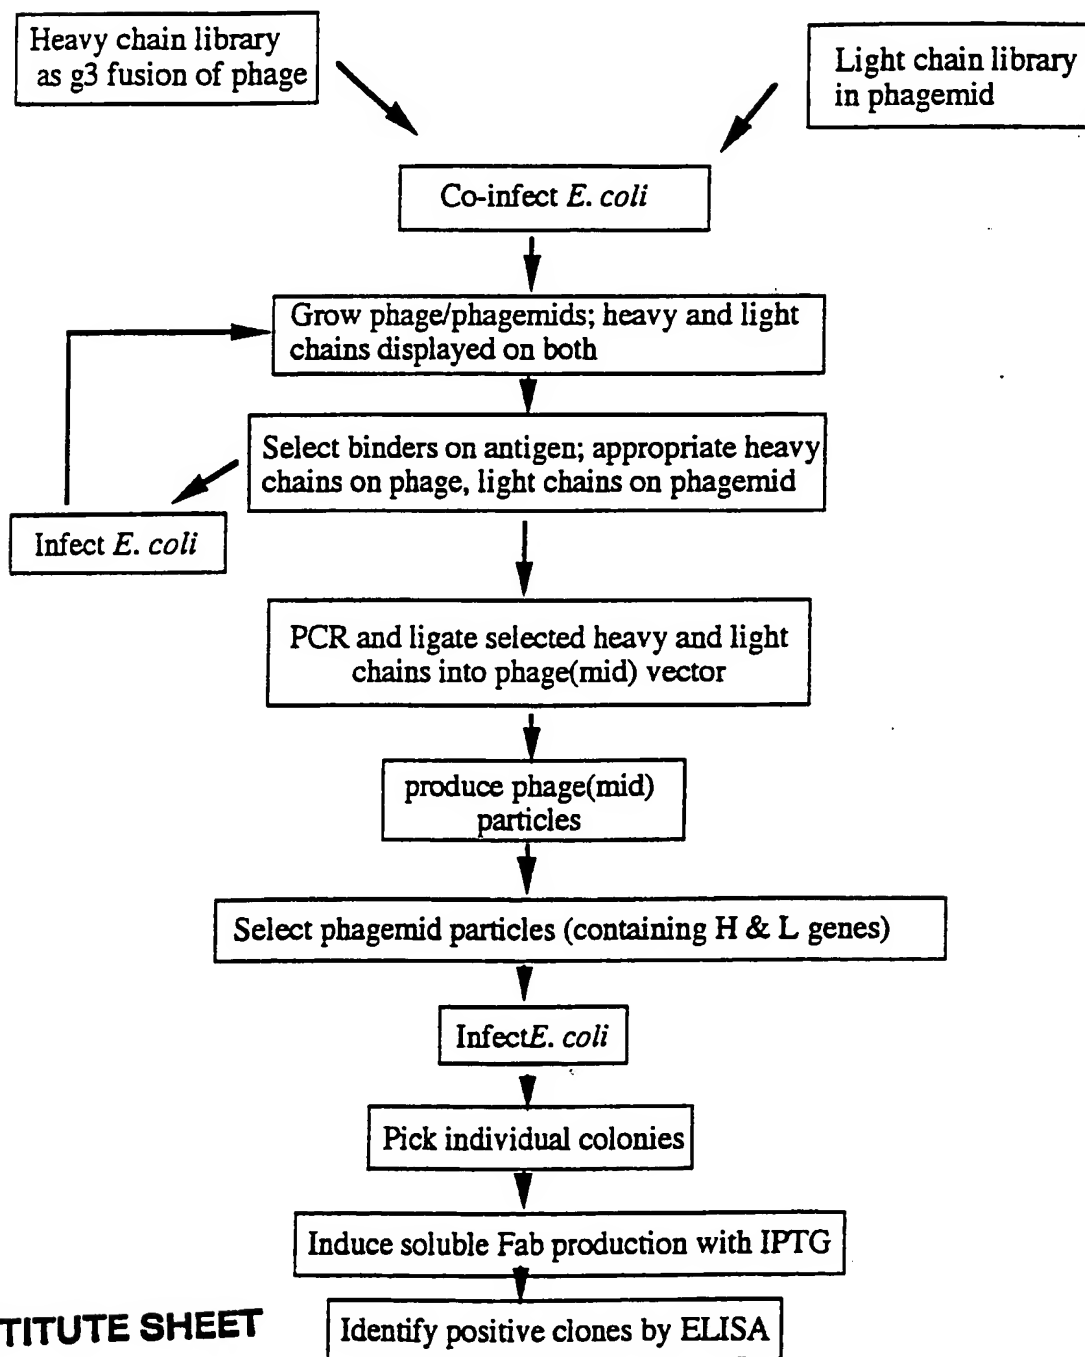 Heavy chain library
as g3 fusion of phage
Light chain library
in phagemid
Co-infect E. coli
Grow phage/phagemids; heavy and light
chains displayed on both
Select binders on antigen; appropriate heavy
chains on phage, light chains on phagemid
Infect E. coli
PCR and ligate selected heavy and light
chains into phage(mid) vector
produce phage(mid)
particles
Select phagemid particles (containing H & L genes)
InfectE. coli
Pick individual colonies
Induce soluble Fab production with IPTG
Identify positive clones by ELISA
TITUTE SHEET